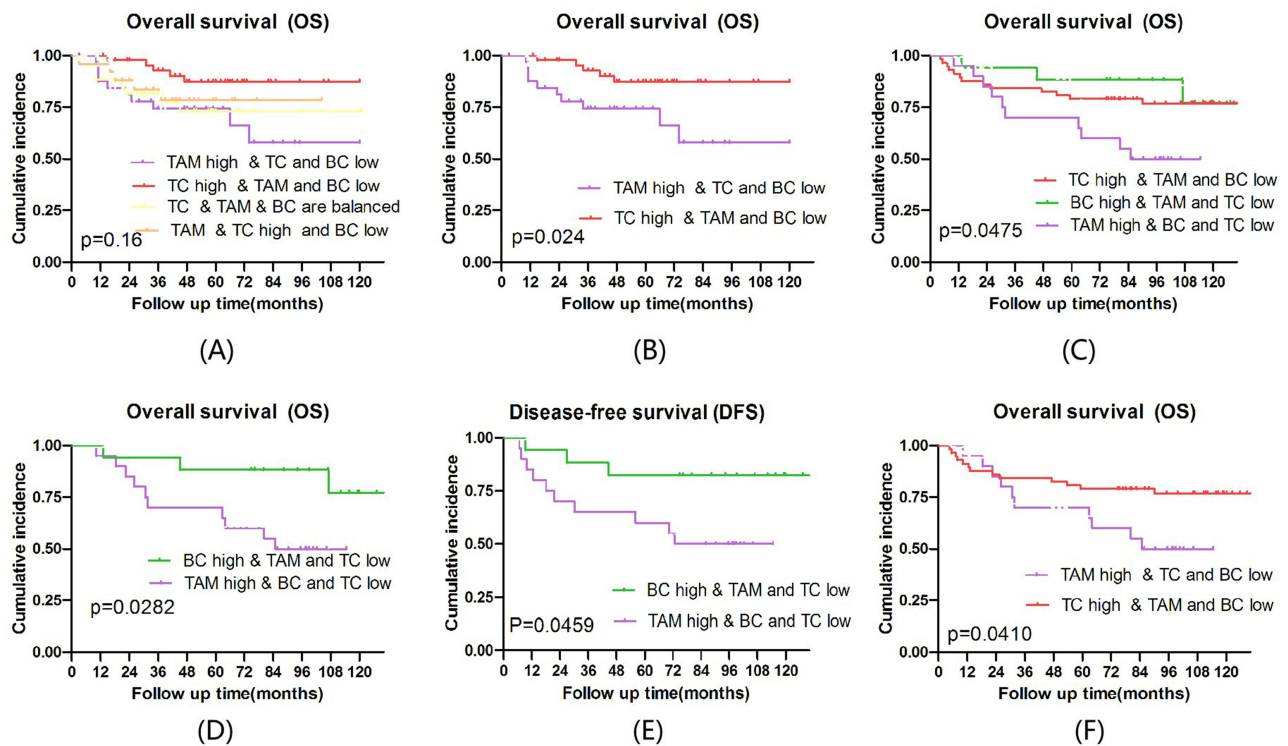 Overall survival (OS)
Cumulative incidence
1.00
0.75
0.50
0.25
0.00
TAM high & TC and BC low
TC high & TAM and BC low
TC & TAM & BC are balanced
TAM & TC high and BC low
p=0.16
0 12 24 36 48 60 72 84 96 108 120
Follow up time(months)
(A)
Overall survival (OS)
Cumulative incidence
1.00
0.75
0.50
0.25
0.00
TAM high & TC and BC low
TC high & TAM and BC low
p=0.024
0 12 24 36 48 60 72 84 96 108 120
Follow up time(months)
(B)
Overall survival (OS)
Cumulative incidence
1.00
0.75
0.50
0.25
0.00
TC high & TAM and BC low
BC high & TAM and TC low
TAM high & BC and TC low
p=0.0475
0 12 24 36 48 60 72 84 96 108 120
Follow up time(months)
(C)
Overall survival (OS)
Cumulative incidence
1.00
0.75
0.50
0.25
0.00
BC high & TAM and TC low
TAM high & BC and TC low
p=0.0282
0 12 24 36 48 60 72 84 96 108 120
Follow up time(months)
(D)
Disease-free survival (DFS)
Cumulative incidence
1.00
0.75
0.50
0.25
0.00
BC high & TAM and TC low
TAM high & BC and TC low
P=0.0459
0 12 24 36 48 60 72 84 96 108 120
Follow up time(months)
(E)
Overall survival (OS)
Cumulative incidence
1.00
0.75
0.50
0.25
0.00
TAM high & TC and BC low
TC high & TAM and BC low
p=0.0410
0 12 24 36 48 60 72 84 96 108 120
Follow up time(months)
(F)